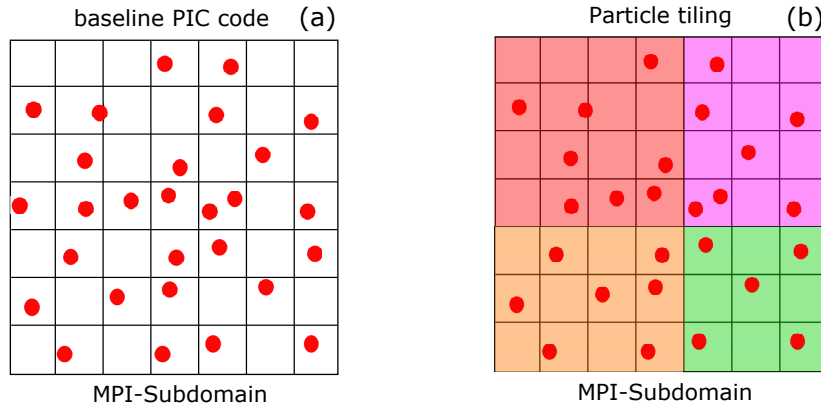 baseline PIC code (a)
MPI-Subdomain
Particle tiling (b)
MPI-Subdomain